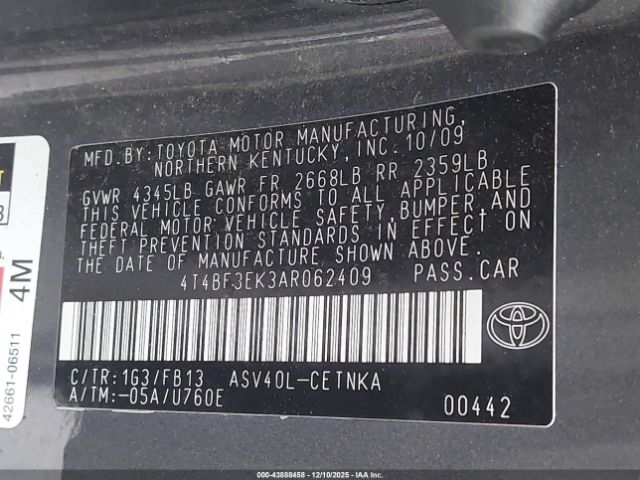 MFD. BY: TOYOTA MOTOR MANUFACTURING,
NORTHERN KENTUCKY, INC. 10/09
GVWR 4345LB GAWR FR 2668LB RR 2359LB
THIS VEHICLE CONFORMS TO ALL APPLICABLE
FEDERAL MOTOR VEHICLE SAFETY, BUMPER AND
THEFT PREVENTION STANDARDS IN EFFECT ON
THE DATE OF MANUFACTURE SHOWN ABOVE.
4T4BF3EK3AR062409 PASS.CAR
C/TR:1G3/FB13 ASV40L-CETNKA
A/TM:-05A/U760E
00442
4M
42661-06511
000-43888458 • 12/10/2025 • IAA, Inc.